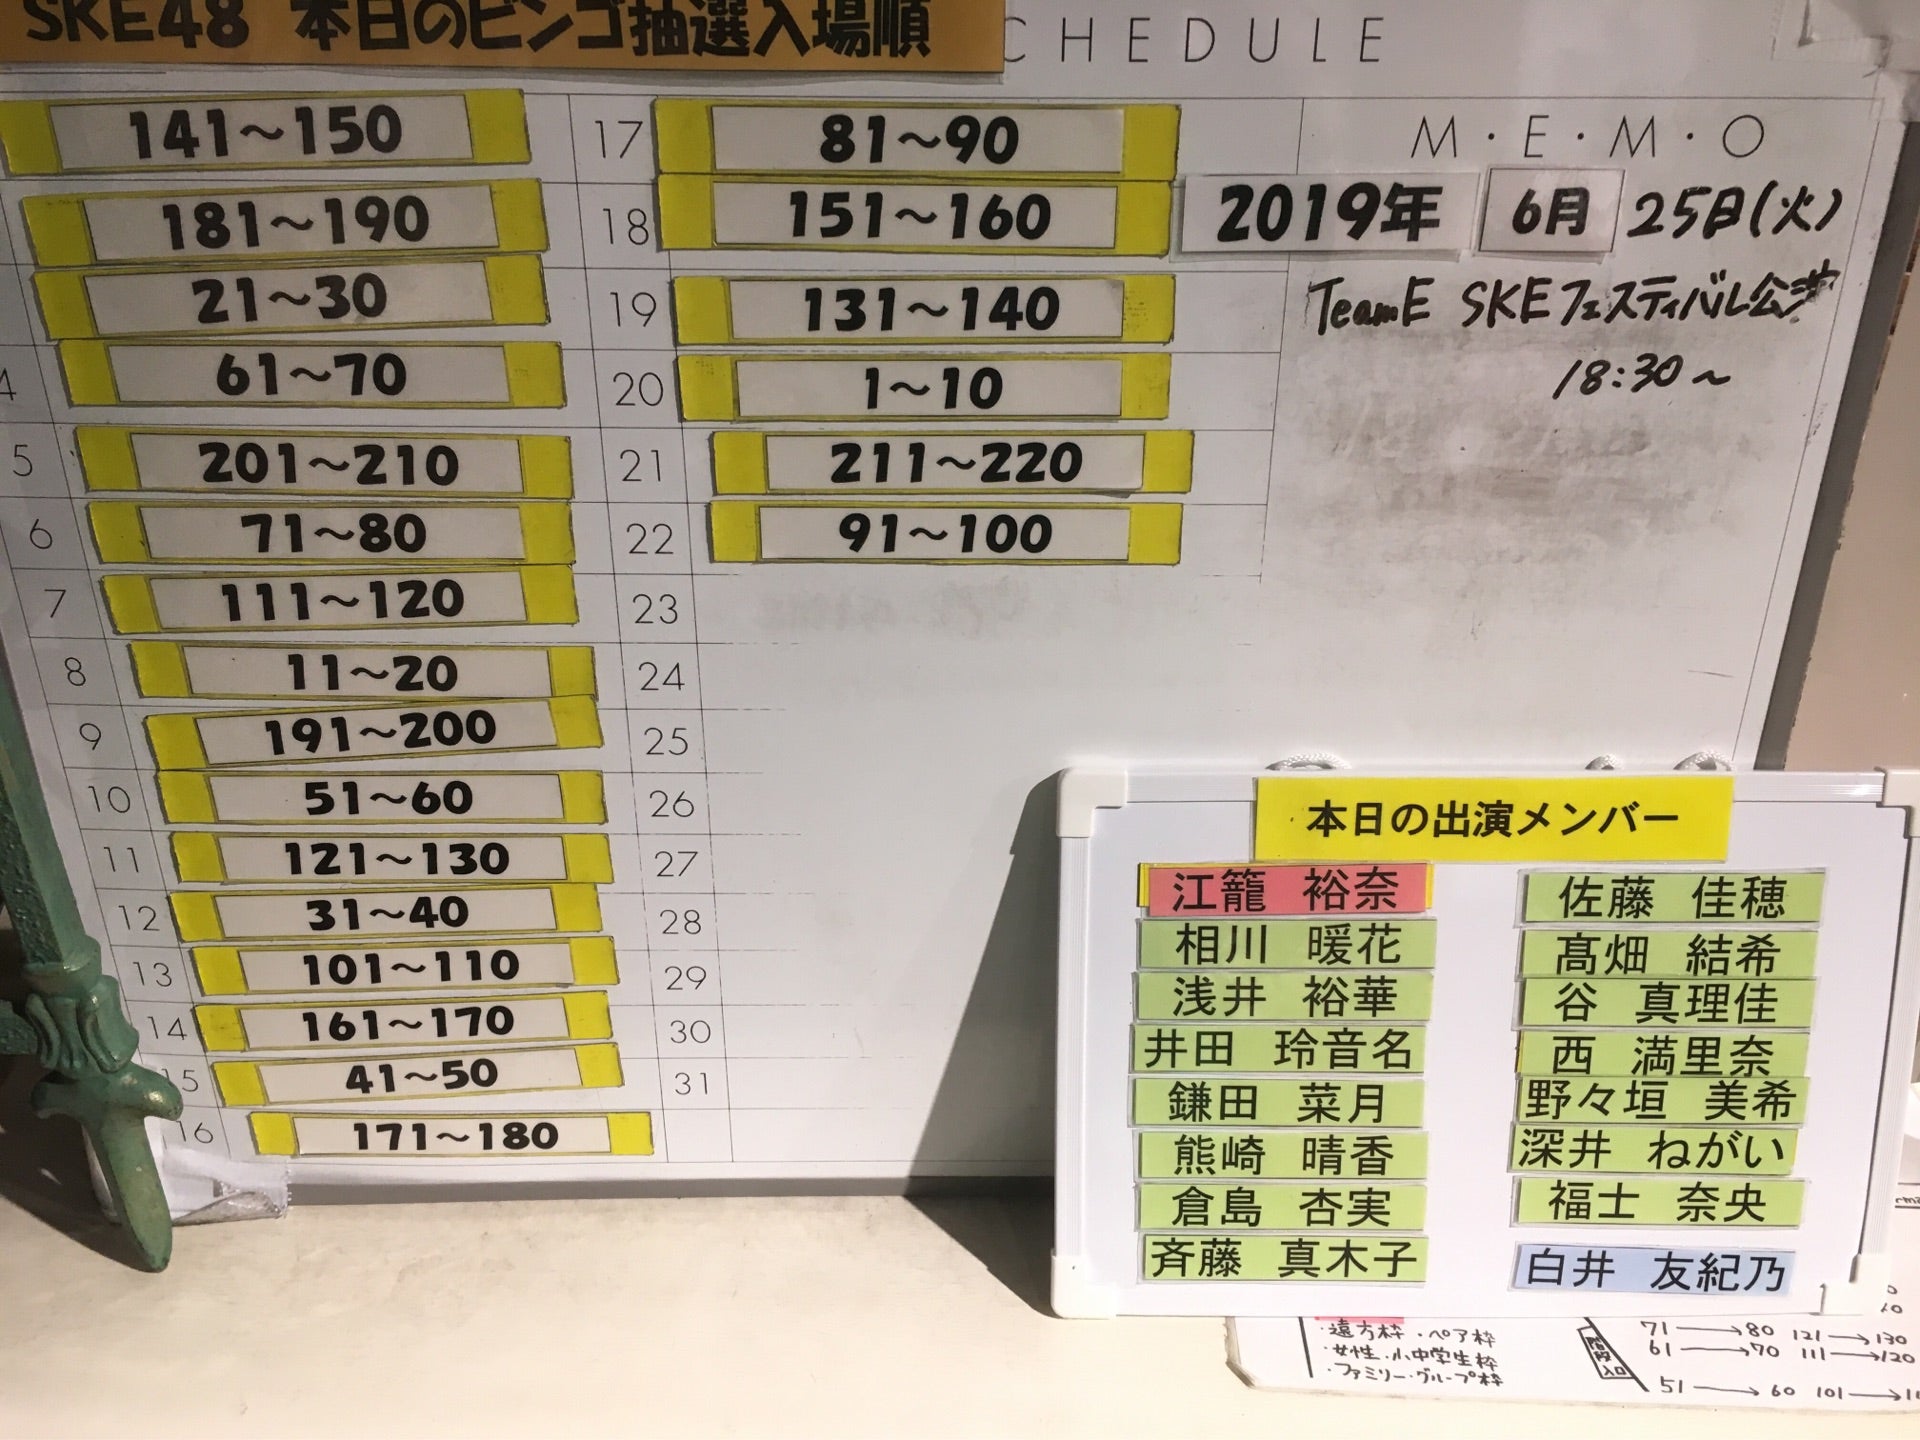 SKE48 本日のビンゴ抽選入場順
CHEDULE
141〜150
181〜190
21〜30
4 61〜70
5 201〜210
6 71〜80
7 111〜120
8 11〜20
9 191〜200
10 51〜60
11 121〜130
12 31〜40
13 101〜110
14 161〜170
15 41〜50
16 171〜180
17 81〜90
18 151〜160
19 131〜140
20 1〜10
21 211〜220
22 91〜100
23
24
25
26
27
28
29
30
31
M・E・M・O
2019年 6月 25日(火)
TeamE SKEフェスティバル公演
18:30〜
本日の出演メンバー
江籠 裕奈
相川 暖花
浅井 裕華
井田 玲音名
鎌田 菜月
熊崎 晴香
倉島 杏実
斉藤 真木子
佐藤 佳穂
髙畑 結希
谷 真理佳
西 満里奈
野々垣 美希
深井 ねがい
福士 奈央
白井 友紀乃
・遠方枠・ペア枠
・女性・小中学生枠
・ファミリー・グループ枠
階段入口
71→80 121→130
61→70 111→120
51→60 101→